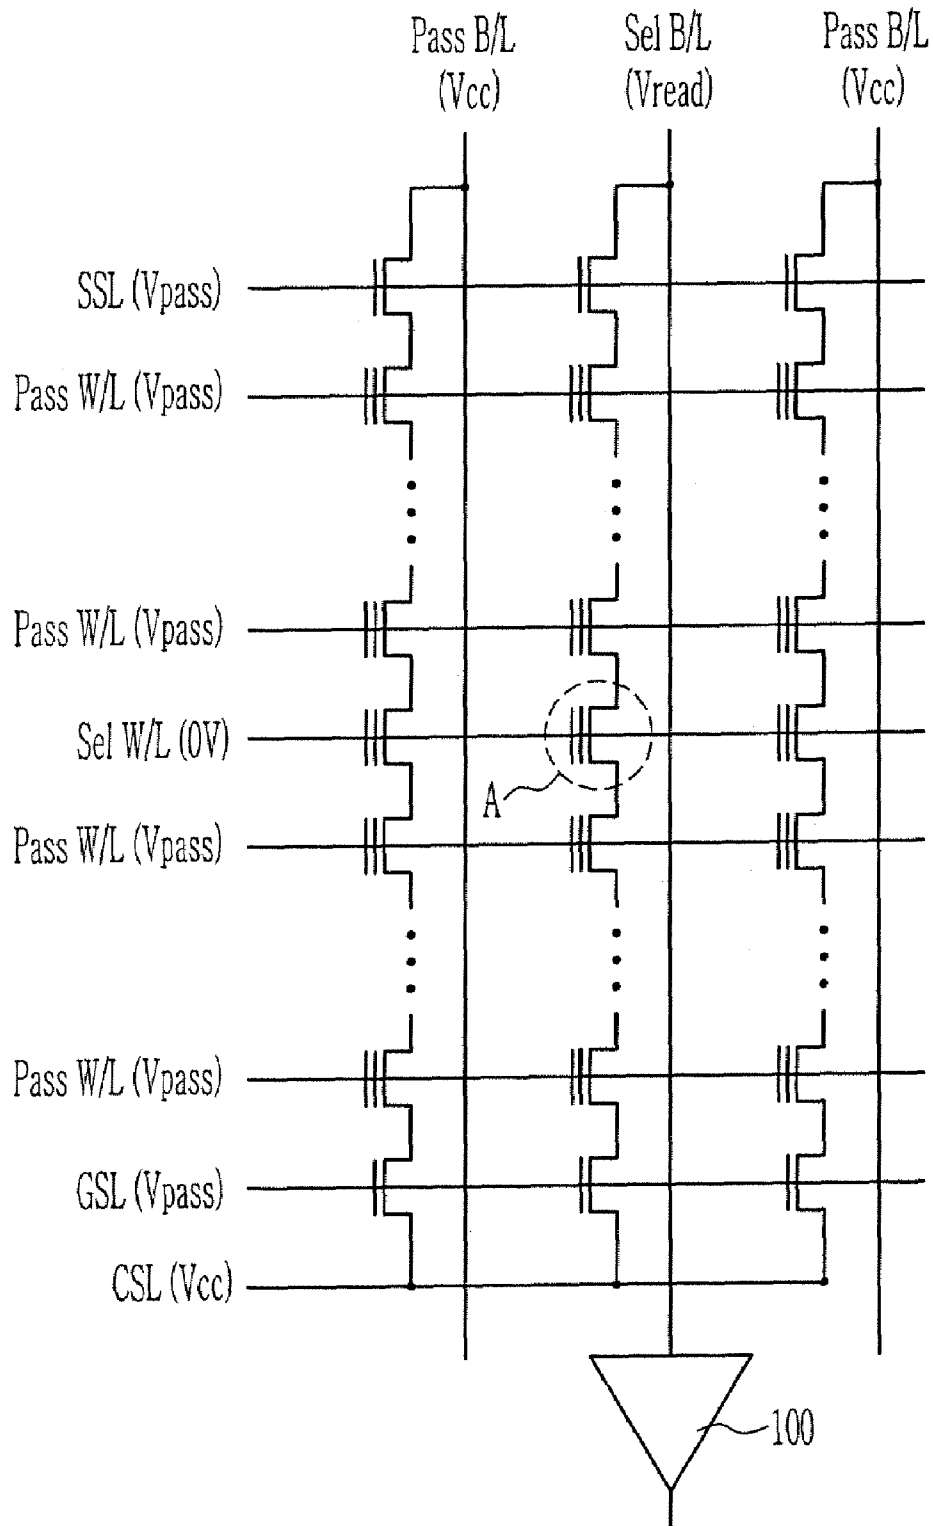 Pass B/L
(Vcc)
Sel B/L
(Vread)
Pass B/L
(Vcc)
SSL (Vpass)
Pass W/L (Vpass)
Pass W/L (Vpass)
Sel W/L (0V)
A
Pass W/L (Vpass)
Pass W/L (Vpass)
GSL (Vpass)
CSL (Vcc)
100